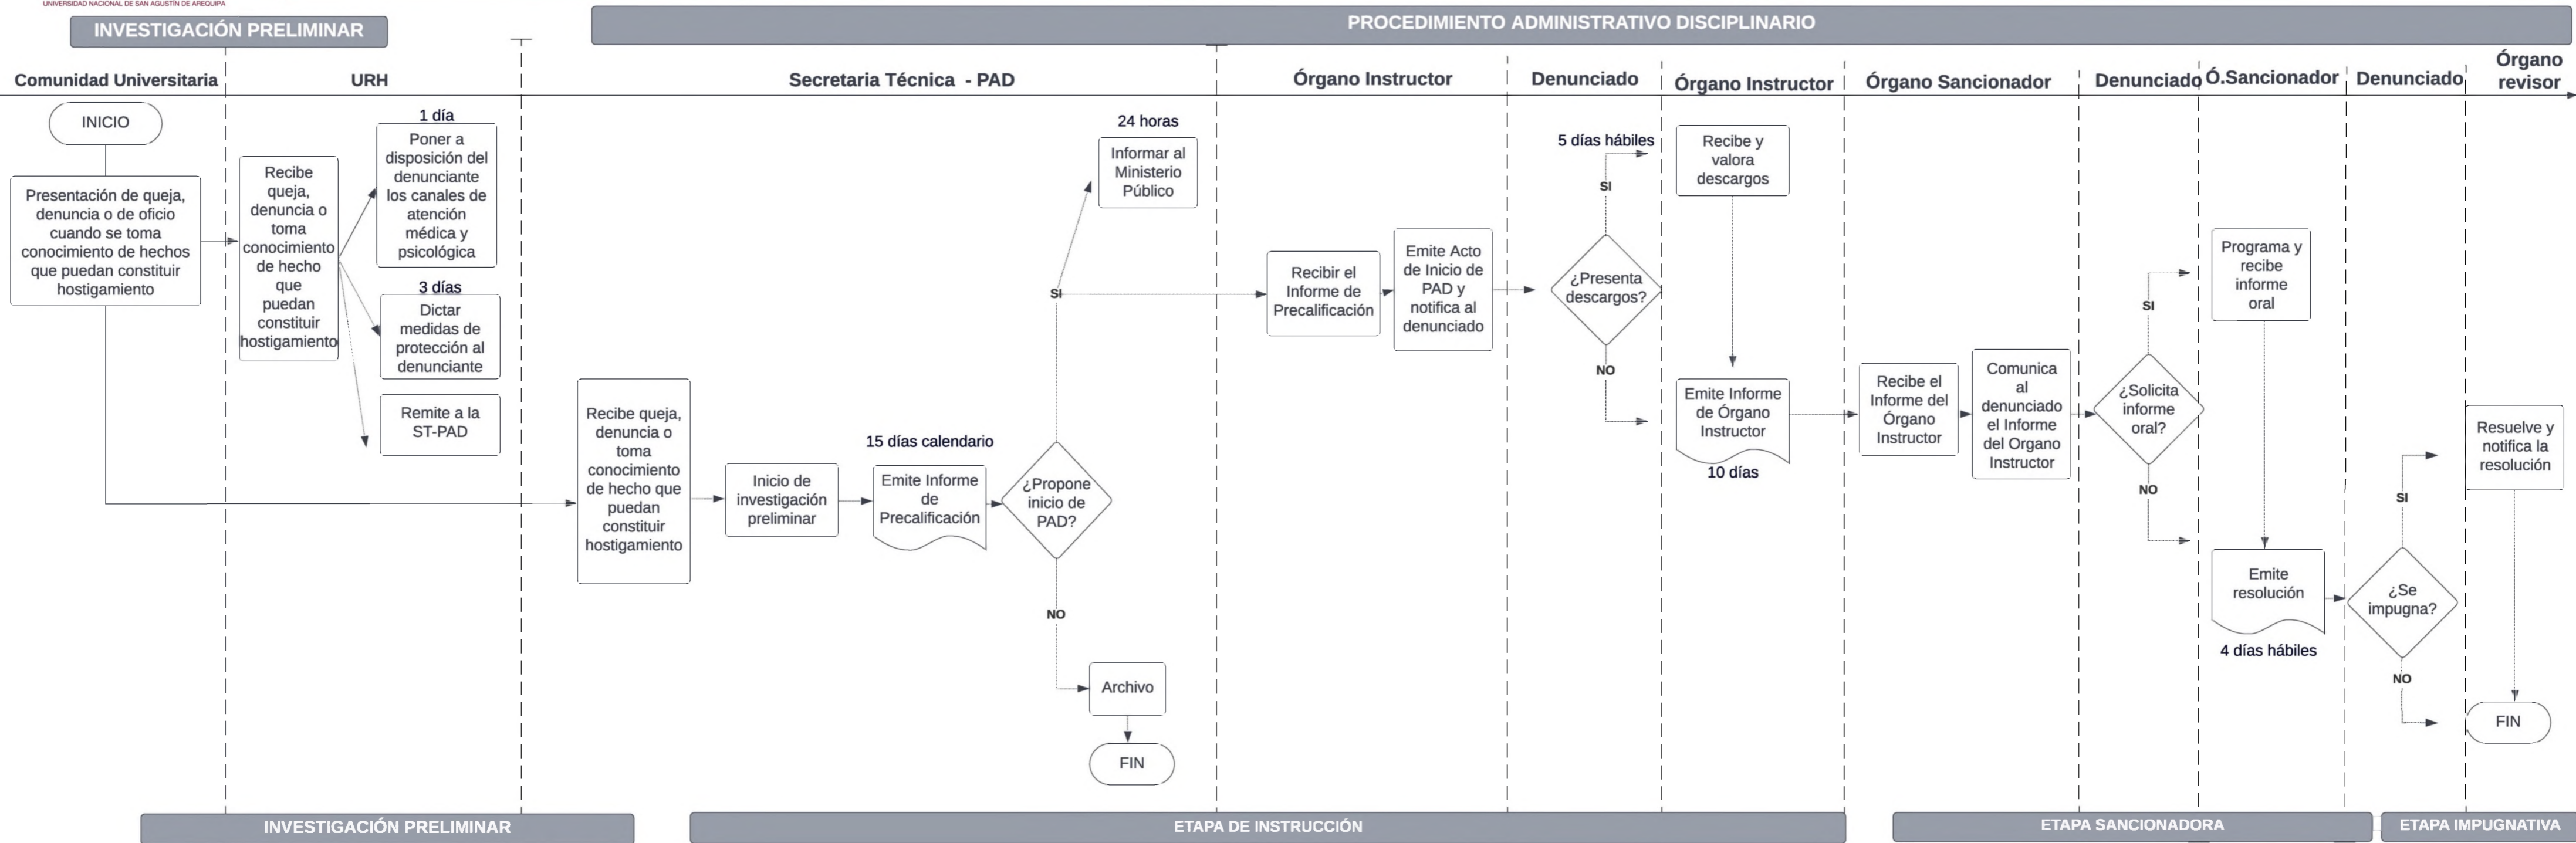 UNIVERSIDAD NACIONAL DE SAN AGUSTÍN DE AREQUIPA
INVESTIGACIÓN PRELIMINAR
PROCEDIMIENTO ADMINISTRATIVO DISCIPLINARIO
Comunidad Universitaria
URH
Secretaria Técnica - PAD
Órgano Instructor
Denunciado
Órgano Instructor
Órgano Sancionador
Denunciado
Ó.Sancionador
Denunciado
Órgano
revisor
INICIO
Presentación de queja,
denuncia o de oficio
cuando se toma
conocimiento de hechos
que puedan constituir
hostigamiento
Recibe
queja,
denuncia o
toma
conocimiento
de hecho
que
puedan
constituir
hostigamiento
1 día
Poner a
disposición del
denunciante
los canales de
atención
médica y
psicológica
3 días
Dictar
medidas de
protección al
denunciante
Remite a la
ST-PAD
Recibe queja,
denuncia o
toma
conocimiento
de hecho que
puedan
constituir
hostigamiento
Inicio de
investigación
preliminar
15 días calendario
Emite Informe
de
Precalificación
¿Propone
inicio de
PAD?
SI
24 horas
Informar al
Ministerio
Público
NO
Archivo
FIN
Recibir el
Informe de
Precalificación
Emite Acto
de Inicio de
PAD y
notifica al
denunciado
¿Presenta
descargos?
SI
5 días hábiles
NO
Recibe y
valora
descargos
Emite Informe
de Órgano
Instructor
10 días
Recibe el
Informe del
Órgano
Instructor
Comunica
al
denunciado
el Informe
del Organo
Instructor
¿Solicita
informe
oral?
SI
NO
Programa y
recibe
informe
oral
Emite
resolución
4 días hábiles
¿Se
impugna?
SI
NO
Resuelve y
notifica la
resolución
FIN
INVESTIGACIÓN PRELIMINAR
ETAPA DE INSTRUCCIÓN
ETAPA SANCIONADORA
ETAPA IMPUGNATIVA